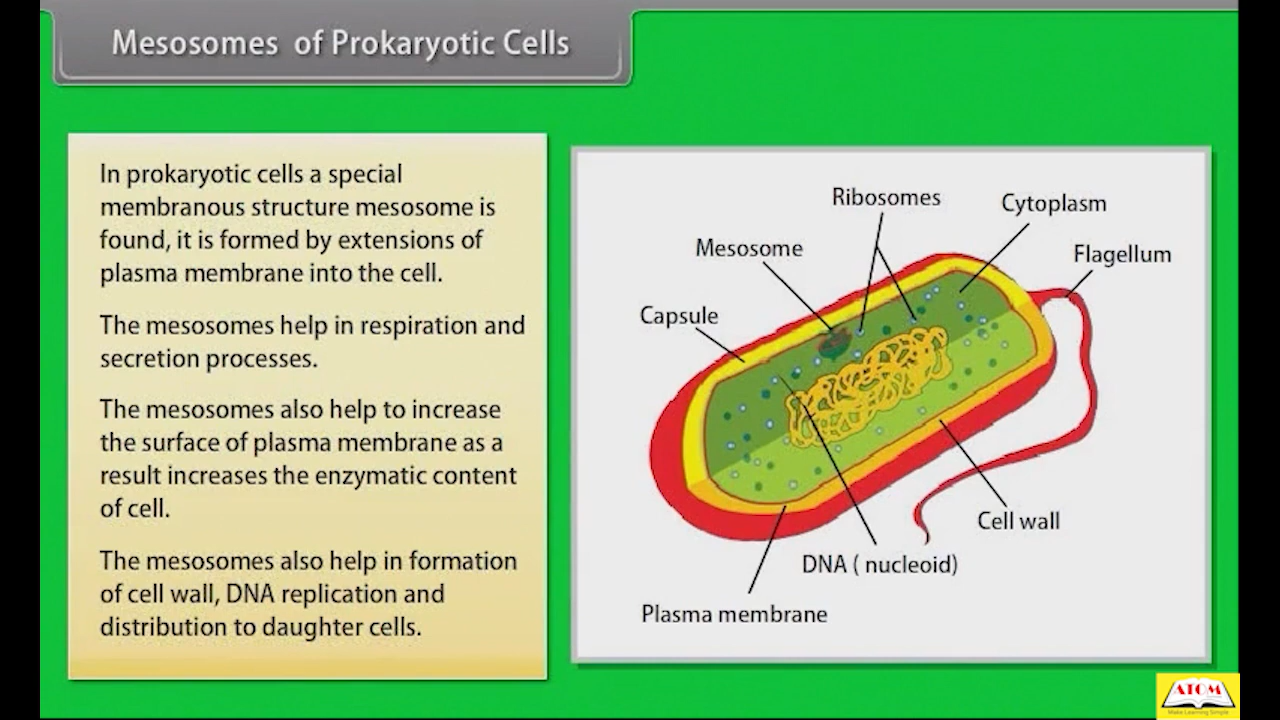 Mesosomes of Prokaryotic Cells
In prokaryotic cells a special
membranous structure mesosome is
found, it is formed by extensions of
plasma membrane into the cell.
The mesosomes help in respiration and
secretion processes.
The mesosomes also help to increase
the surface of plasma membrane as a
result increases the enzymatic content
of cell.
The mesosomes also help in formation
of cell wall, DNA replication and
distribution to daughter cells.
Ribosomes
Cytoplasm
Mesosome
Flagellum
Capsule
Cell wall
DNA ( nucleoid)
Plasma membrane
ATOM
Make Learning Simple